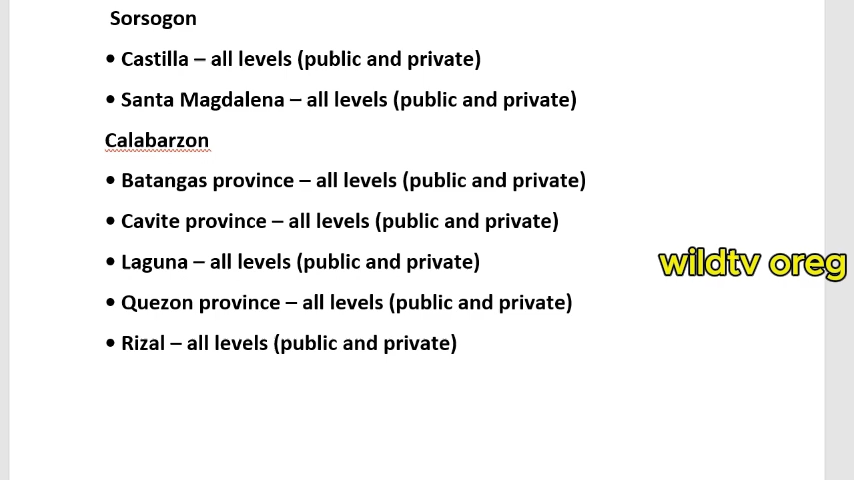 Sorsogon
• Castilla – all levels (public and private)
• Santa Magdalena – all levels (public and private)
Calabarzon
• Batangas province – all levels (public and private)
• Cavite province – all levels (public and private)
• Laguna – all levels (public and private)
wildtv oreg
• Quezon province – all levels (public and private)
• Rizal – all levels (public and private)